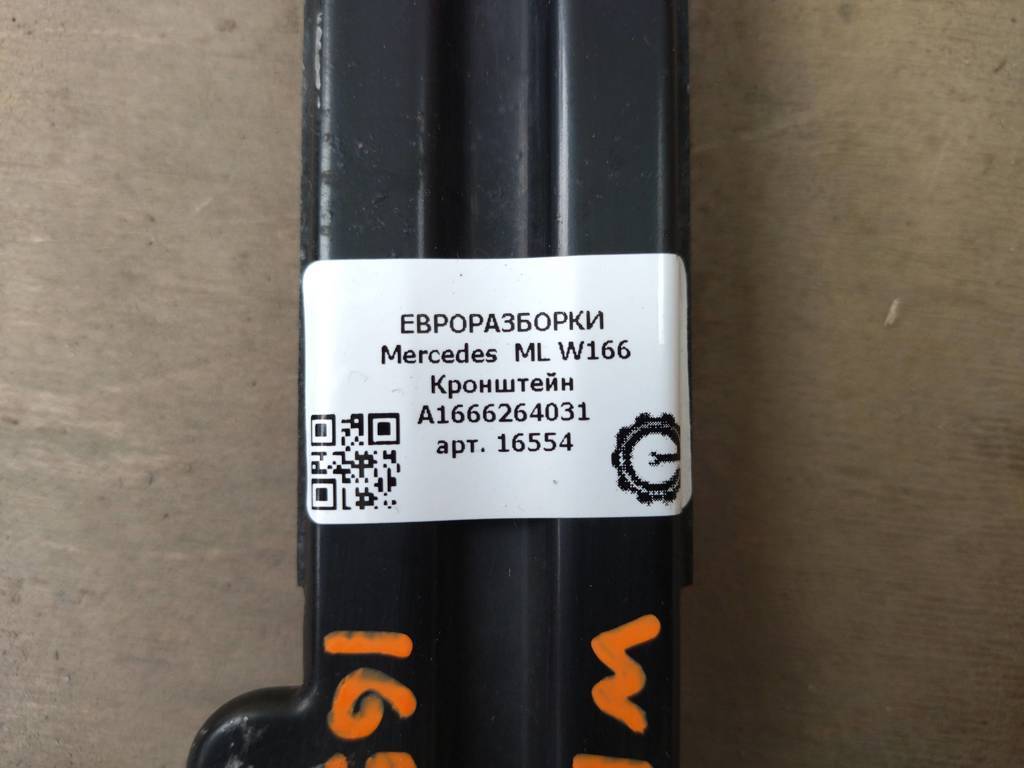 ЕВРОРАЗБОРКИ
Mercedes ML W166
Кронштейн
A1666264031
арт. 16554